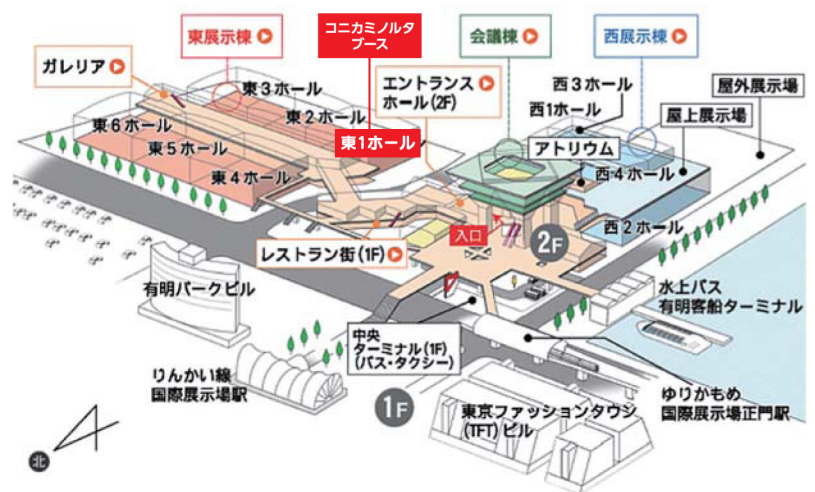 コニカミノルタ
ブース
東展示棟
会議棟
西展示棟
ガレリア
エントランス
ホール(2F)
西3ホール
西1ホール
屋外展示場
屋上展示場
東3ホール
東2ホール
東1ホール
東6ホール
東5ホール
東4ホール
アトリウム
西4ホール
西2ホール
入口
2F
レストラン街(1F)
有明パークビル
水上バス
有明客船ターミナル
中央
ターミナル(1F)
(バス・タクシー)
りんかい線
国際展示場駅
1F
東京ファッションタウン
(TFT)ビル
ゆりかもめ
国際展示場正門駅
北